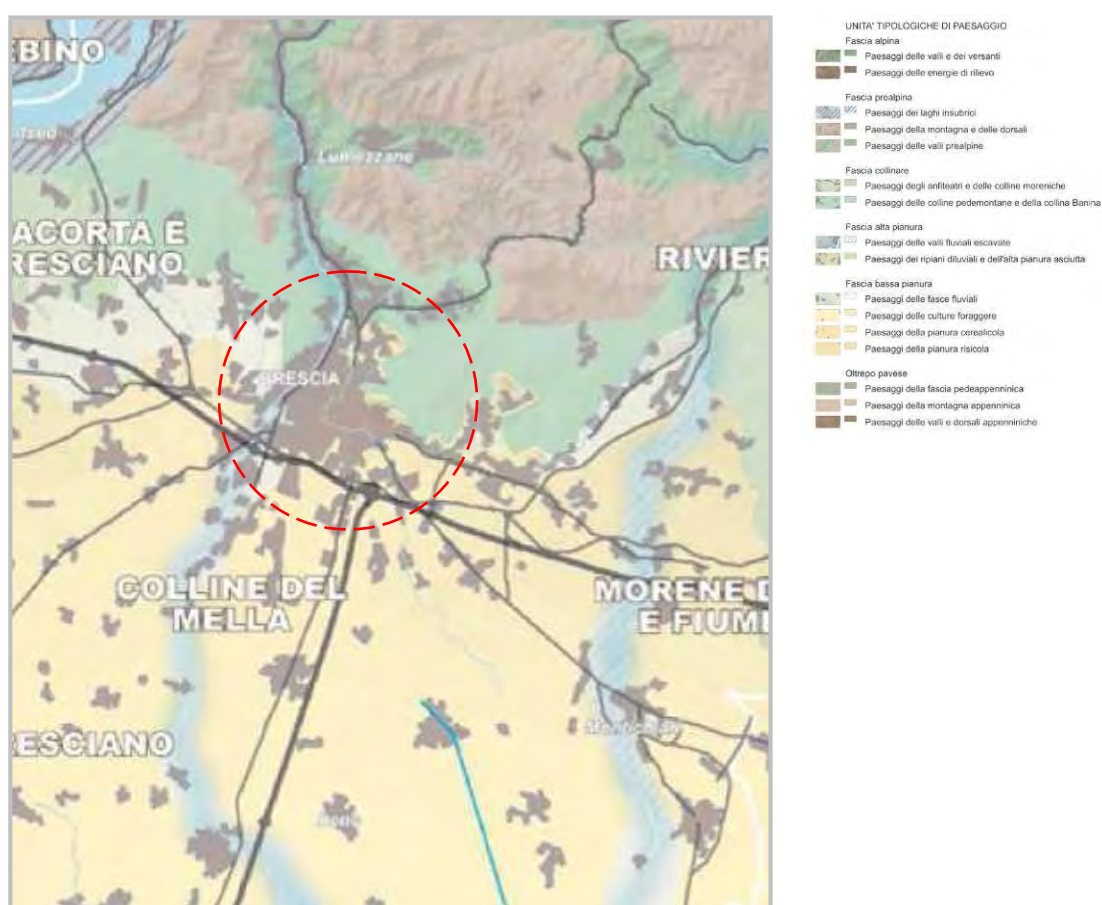 EBINO
Lumezzane
ACORTA E
RESCIANO
RIVIER
BRESCIA
COLLINE DEL
MELLA
MORENE D
E FIUMI
RESCIANO
UNITA' TIPOLOGICHE DI PAESAGGIO
Fascia alpina
Paesaggi delle valli e dei versanti
Paesaggi delle energie di rilievo
Fascia prealpina
Paesaggi dei laghi insubrici
Paesaggi della montagna e delle dorsali
Paesaggi delle valli prealpine
Fascia collinare
Paesaggi degli anfiteatri e delle colline moreniche
Paesaggi delle colline pedemontane e della collina Banina
Fascia alta pianura
Paesaggi delle valli fluviali escavate
Paesaggi dei ripiani diluviali e dell'alta pianura asciutta
Fascia bassa pianura
Paesaggi delle fasce fluviali
Paesaggi delle culture foraggere
Paesaggi della pianura cerealicola
Paesaggi della pianura risicola
Oltrepo pavese
Paesaggi della fascia pedeappenninica
Paesaggi della montagna appenninica
Paesaggi delle valli e dorsali appenniniche